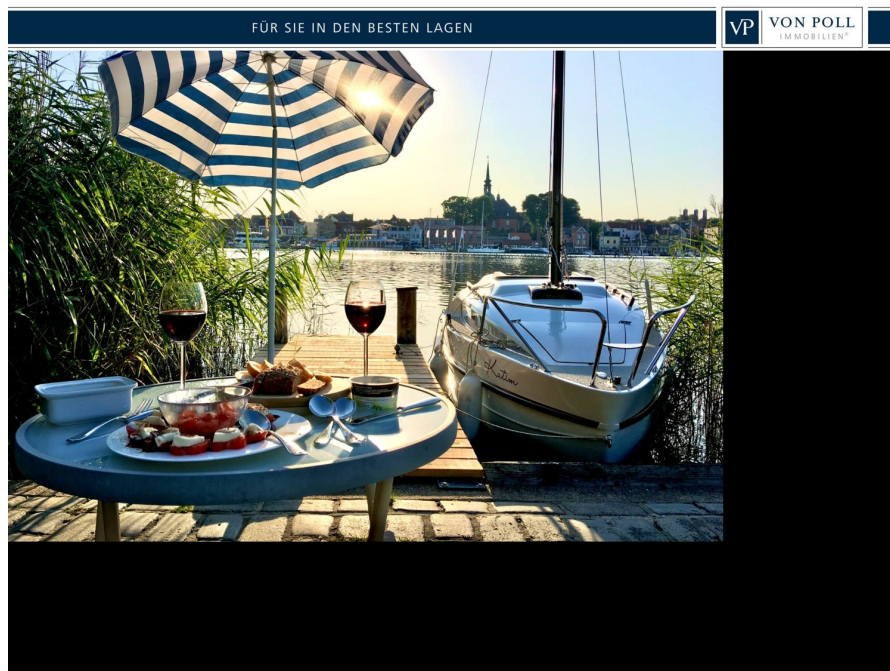 FÜR SIE IN DEN BESTEN LAGEN
VP
VON POLL
IMMOBILIEN®